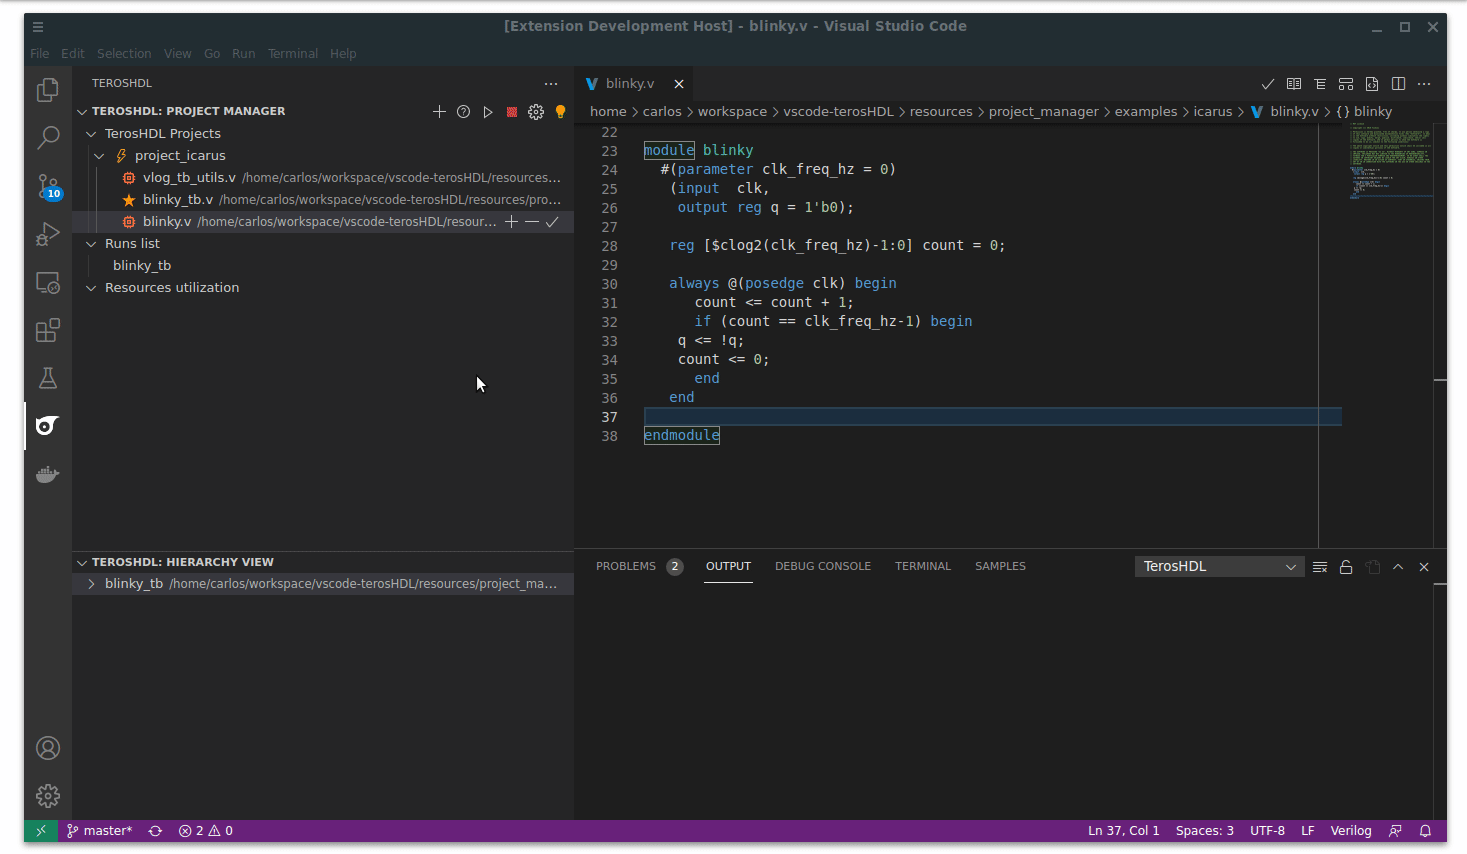 [Extension Development Host] - blinky.v - Visual Studio Code
File Edit Selection View Go Run Terminal Help
TEROSHDL
TEROSHDL: PROJECT MANAGER
TerosHDL Projects
project_icarus
vlog_tb_utils.v /home/carlos/workspace/vscode-terosHDL/resources...
blinky_tb.v /home/carlos/workspace/vscode-terosHDL/resources/pro...
blinky.v /home/carlos/workspace/vscode-terosHDL/resour...
Runs list
blinky_tb
Resources utilization
10
TEROSHDL: HIERARCHY VIEW
blinky_tb /home/carlos/workspace/vscode-terosHDL/resources/project_ma...
blinky.v
home > carlos > workspace > vscode-terosHDL > resources > project_manager > examples > icarus > blinky.v > {} blinky
22
23 module blinky
24 #(parameter clk_freq_hz = 0)
25 (input  clk,
26 output reg q = 1'b0);
27
28 reg [$clog2(clk_freq_hz)-1:0] count = 0;
29
30 always @(posedge clk) begin
31 count <= count + 1;
32 if (count == clk_freq_hz-1) begin
33 q <= !q;
34 count <= 0;
35 end
36 end
37
38 endmodule
PROBLEMS 2 OUTPUT DEBUG CONSOLE TERMINAL SAMPLES TerosHDL
master* 2 0 Ln 37, Col 1 Spaces: 3 UTF-8 LF Verilog